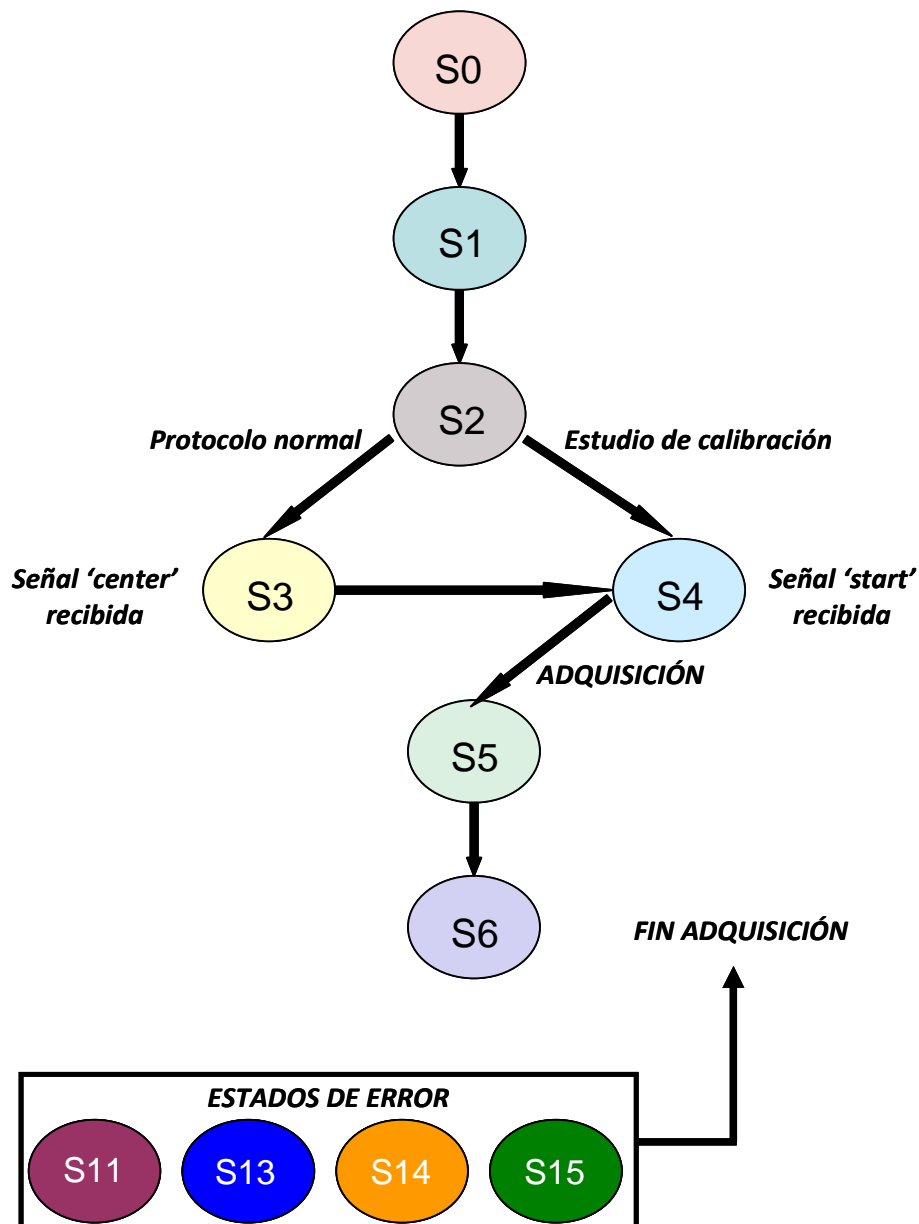 S0
S1
S2
Protocolo normal
Estudio de calibración
Señal ‘center’
recibida
S3
S4
Señal ‘start’
recibida
ADQUISICIÓN
S5
S6
FIN ADQUISICIÓN
ESTADOS DE ERROR
S11
S13
S14
S15